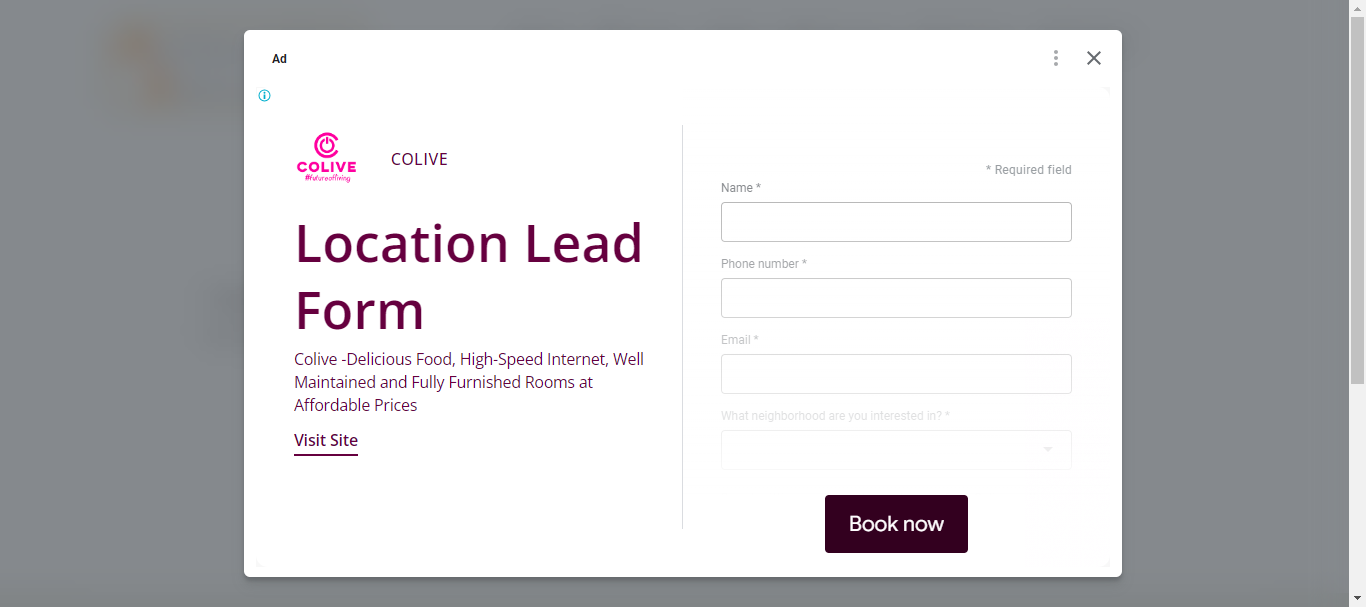 Ad
COLIVE
#futureofliving
COLIVE
Location Lead
Form
Colive -Delicious Food, High-Speed Internet, Well
Maintained and Fully Furnished Rooms at
Affordable Prices
Visit Site
* Required field
Name *
Phone number *
Email *
What neighborhood are you interested in? *
Book now